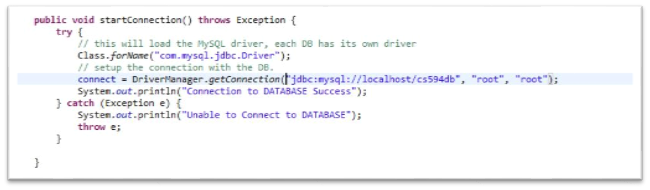 public void startConnection() throws Exception {
try {
// this will load the MySQL driver, each DB has its own driver
Class.forName("com.mysql.jdbc.Driver");
// setup the connection with the DB.
connect = DriverManager.getConnection("jdbc:mysql://localhost/cs594db", "root", "root");
System.out.println("Connection to DATABASE Success");
} catch (Exception e) {
System.out.println("Unable to Connect to DATABASE");
throw e;
}
}